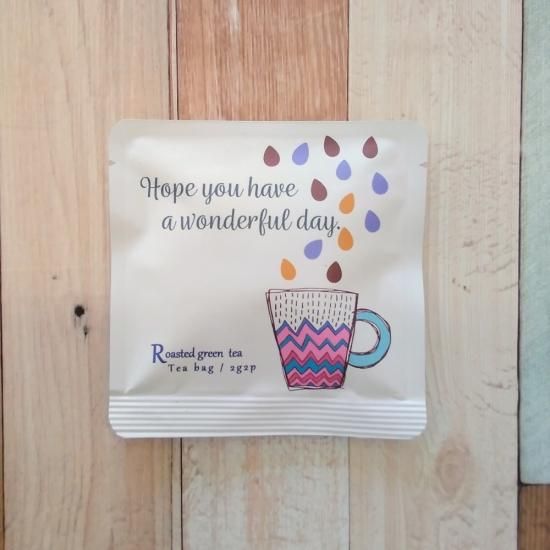 Hope you have
a wonderful day.
Roasted green tea
Tea bag / 2g2p